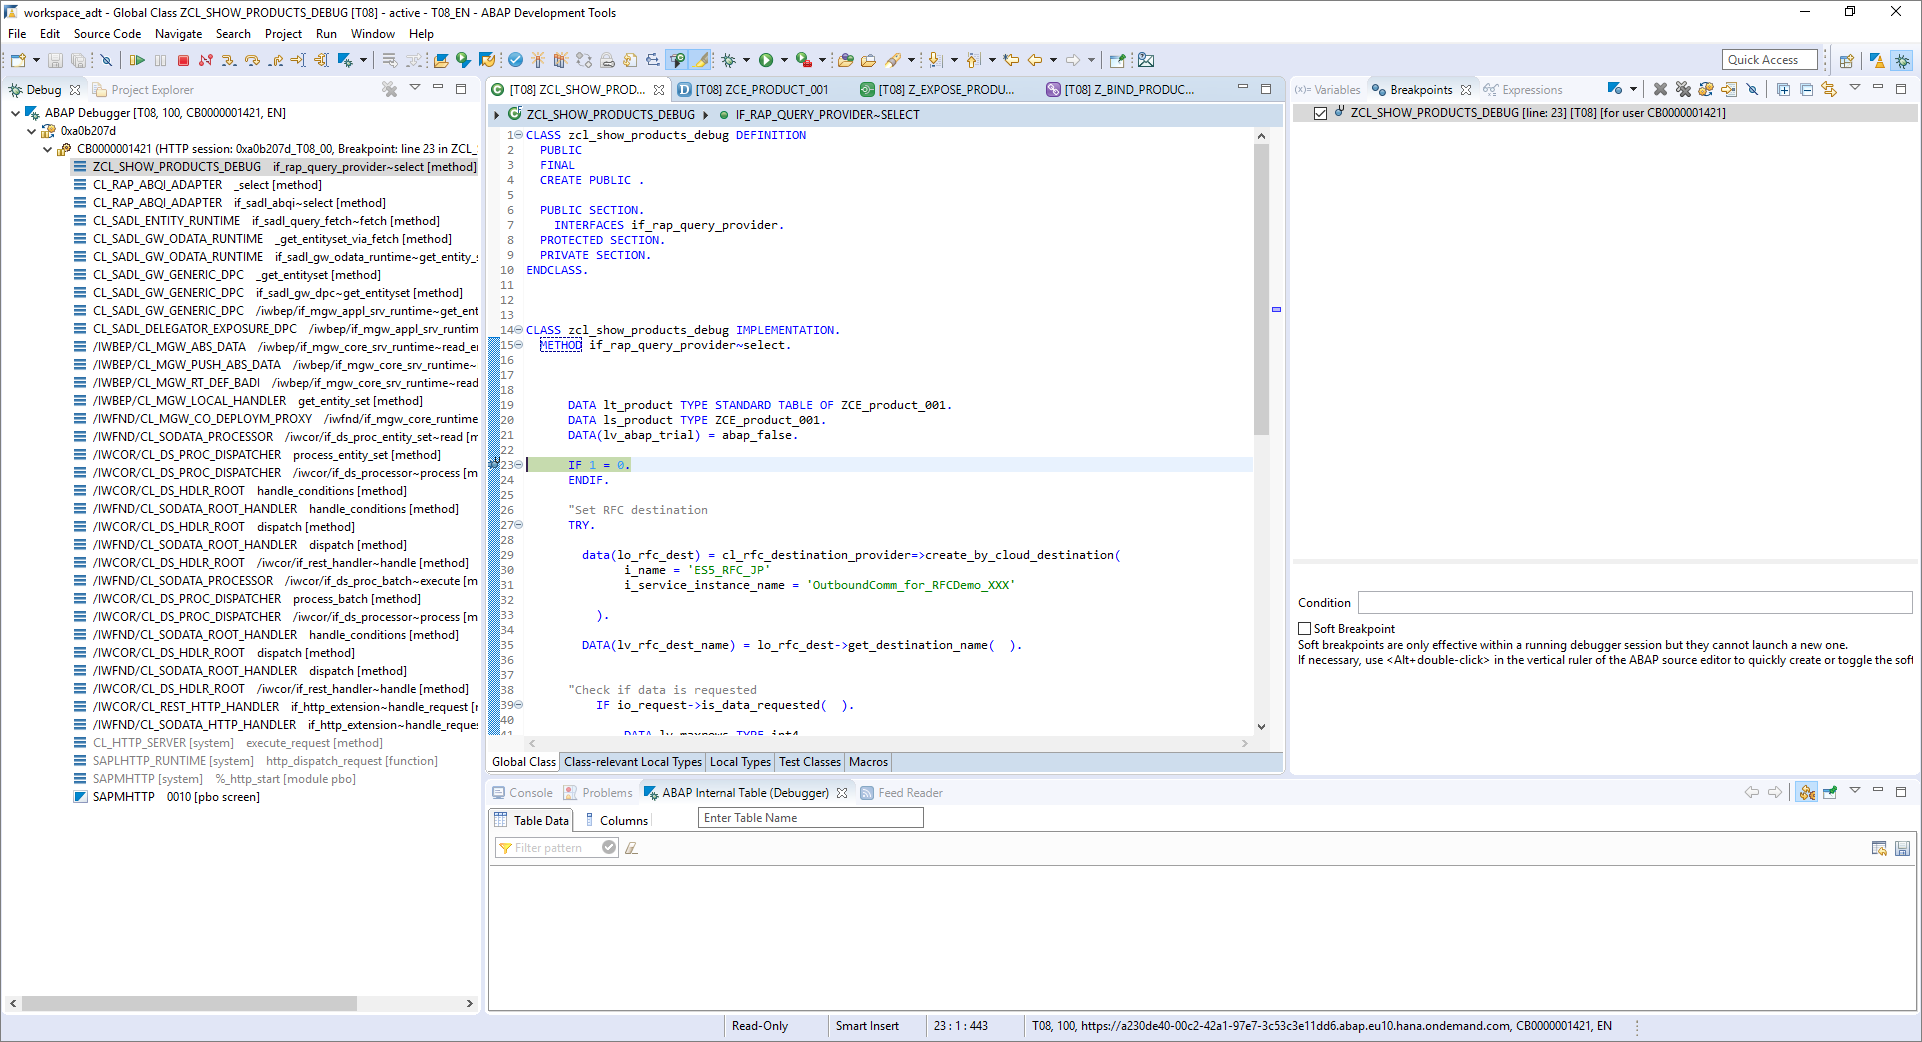 workspace_adt - Global Class ZCL_SHOW_PRODUCTS_DEBUG [T08] - active - T08_EN - ABAP Development Tools
File Edit Source Code Navigate Search Project Run Window Help
Quick Access
Debug Project Explorer
ABAP Debugger [T08, 100, CB0000001421, EN]
0xa0b207d
CB0000001421 (HTTP session: 0xa0b207d_T08_00, Breakpoint: line 23 in ZCL_
ZCL_SHOW_PRODUCTS_DEBUG if_rap_query_provider~select [method]
CL_RAP_ABQI_ADAPTER _select [method]
CL_RAP_ABQI_ADAPTER if_sadl_abqi~select [method]
CL_SADL_ENTITY_RUNTIME if_sadl_query_fetch~fetch [method]
CL_SADL_GW_ODATA_RUNTIME _get_entityset_via_fetch [method]
CL_SADL_GW_ODATA_RUNTIME if_sadl_gw_odata_runtime~get_entity_s
CL_SADL_GW_GENERIC_DPC _get_entityset [method]
CL_SADL_GW_GENERIC_DPC if_sadl_gw_dpc~get_entityset [method]
CL_SADL_GW_GENERIC_DPC /iwbep/if_mgw_appl_srv_runtime~get_ent
CL_SADL_DELEGATOR_EXPOSURE_DPC /iwbep/if_mgw_appl_srv_runtim
/IWBEP/CL_MGW_ABS_DATA /iwbep/if_mgw_core_srv_runtime~read_e
/IWBEP/CL_MGW_PUSH_ABS_DATA /iwbep/if_mgw_core_srv_runtime~
/IWBEP/CL_MGW_RT_DEF_BADI /iwbep/if_mgw_core_srv_runtime~read
/IWBEP/CL_MGW_LOCAL_HANDLER get_entity_set [method]
/IWFND/CL_MGW_CO_DEPLOYM_PROXY /iwfnd/if_mgw_core_runtime
/IWFND/CL_SODATA_PROCESSOR /iwcor/if_ds_proc_entity_set~read [m
/IWCOR/CL_DS_PROC_DISPATCHER process_entity_set [method]
/IWCOR/CL_DS_PROC_DISPATCHER /iwcor/if_ds_processor~process [m
/IWCOR/CL_DS_HDLR_ROOT handle_conditions [method]
/IWFND/CL_SODATA_ROOT_HANDLER handle_conditions [method]
/IWCOR/CL_DS_HDLR_ROOT dispatch [method]
/IWFND/CL_SODATA_ROOT_HANDLER dispatch [method]
/IWCOR/CL_DS_HDLR_ROOT /iwcor/if_rest_handler~handle [method]
/IWFND/CL_SODATA_PROCESSOR /iwcor/if_ds_proc_batch~execute [m
/IWCOR/CL_DS_PROC_DISPATCHER process_batch [method]
/IWCOR/CL_DS_PROC_DISPATCHER /iwcor/if_ds_processor~process [m
/IWFND/CL_SODATA_ROOT_HANDLER handle_conditions [method]
/IWCOR/CL_DS_HDLR_ROOT dispatch [method]
/IWFND/CL_SODATA_ROOT_HANDLER dispatch [method]
/IWCOR/CL_DS_HDLR_ROOT /iwcor/if_rest_handler~handle [method]
/IWCOR/CL_REST_HTTP_HANDLER if_http_extension~handle_request [r
/IWFND/CL_SODATA_HTTP_HANDLER if_http_extension~handle_reques
CL_HTTP_SERVER [system] execute_request [method]
SAPLHTTP_RUNTIME [system] http_dispatch_request [function]
SAPMHTTP [system] %_http_start [module pbo]
SAPMHTTP 0010 [pbo screen]
[T08] ZCL_SHOW_PROD... [T08] ZCE_PRODUCT_001 [T08] Z_EXPOSE_PRODU... [T08] Z_BIND_PRODUC...
ZCL_SHOW_PRODUCTS_DEBUG IF_RAP_QUERY_PROVIDER~SELECT
1 CLASS zcl_show_products_debug DEFINITION
2 PUBLIC
3 FINAL
4 CREATE PUBLIC .
5
6 PUBLIC SECTION.
7 INTERFACES if_rap_query_provider.
8 PROTECTED SECTION.
9 PRIVATE SECTION.
10 ENDCLASS.
11
12
13
14 CLASS zcl_show_products_debug IMPLEMENTATION.
15 METHOD if_rap_query_provider~select.
16
17
18
19 DATA lt_product TYPE STANDARD TABLE OF ZCE_product_001.
20 DATA ls_product TYPE ZCE_product_001.
21 DATA(lv_abap_trial) = abap_false.
22
23 IF 1 = 0.
24 ENDIF.
25
26 "Set RFC destination
27 TRY.
28
29 data(lo_rfc_dest) = cl_rfc_destination_provider=>create_by_cloud_destination(
30 i_name = 'ES5_RFC_JP'
31 i_service_instance_name = 'OutboundComm_for_RFCDemo_XXX'
32
33 ).
34
35 DATA(lv_rfc_dest_name) = lo_rfc_dest->get_destination_name( ).
36
37
38 "Check if data is requested
39 IF io_request->is_data_requested( ).
40
41 DATA lv_maxrows TYPE int4.
Global Class Class-relevant Local Types Local Types Test Classes Macros
(x)= Variables Breakpoints Expressions
ZCL_SHOW_PRODUCTS_DEBUG [line: 23] [T08] [for user CB0000001421]
Condition
Soft Breakpoint
Soft breakpoints are only effective within a running debugger session but they cannot launch a new one.
If necessary, use <Alt+double-click> in the vertical ruler of the ABAP source editor to quickly create or toggle the soft
Console Problems ABAP Internal Table (Debugger) Feed Reader
Table Data Columns Enter Table Name
Filter pattern
Read-Only Smart Insert 23 : 1 : 443 T08, 100, https://a230de40-00c2-42a1-97e7-3c53c3e11dd6.abap.eu10.hana.ondemand.com, CB0000001421, EN